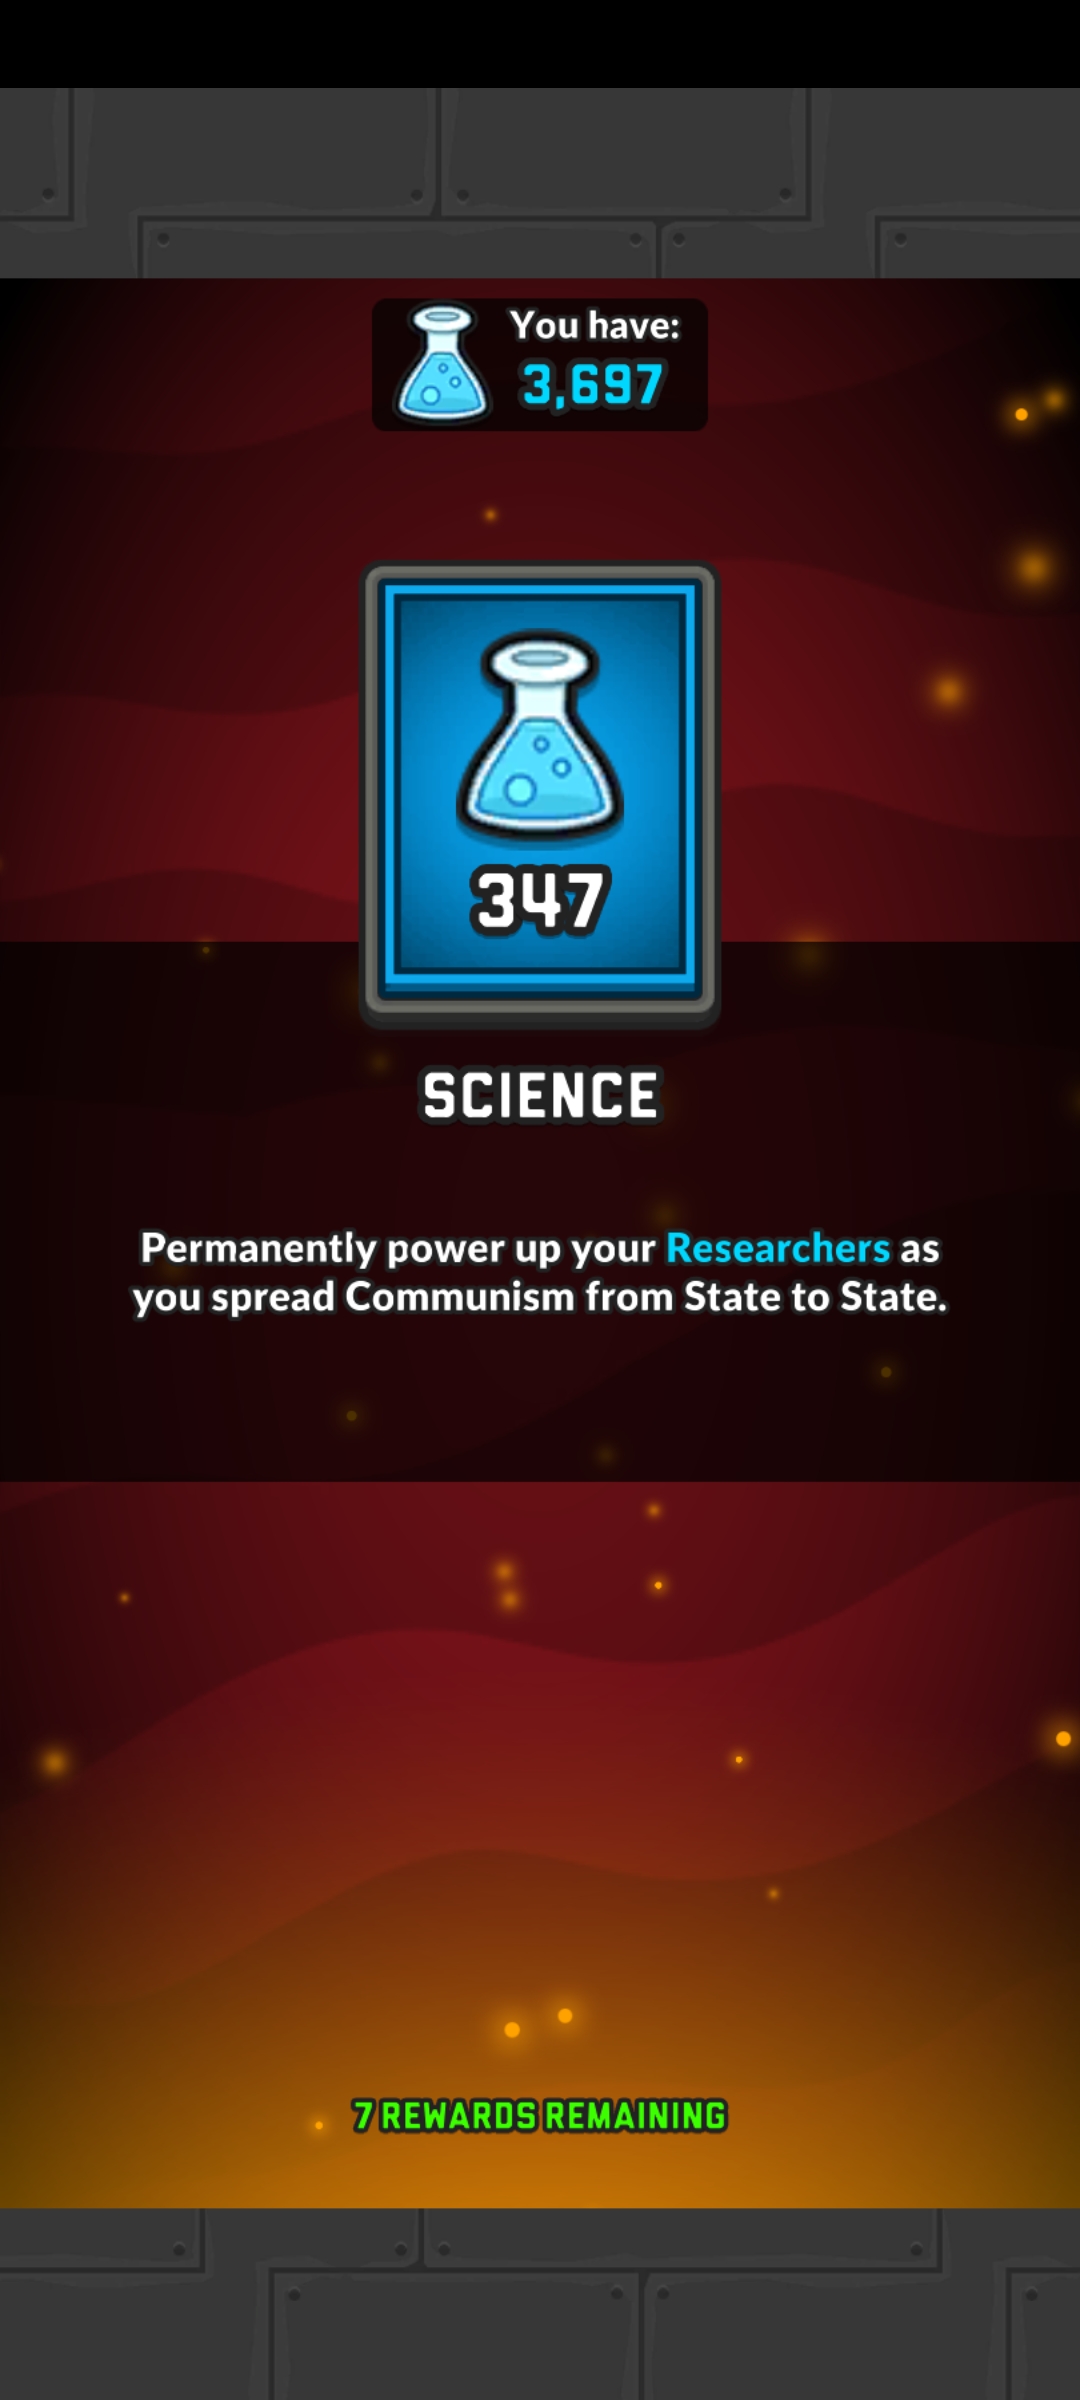 You have:
3,697
347
SCIENCE
Permanently power up your Researchers as
you spread Communism from State to State.
7 REWARDS REMAINING